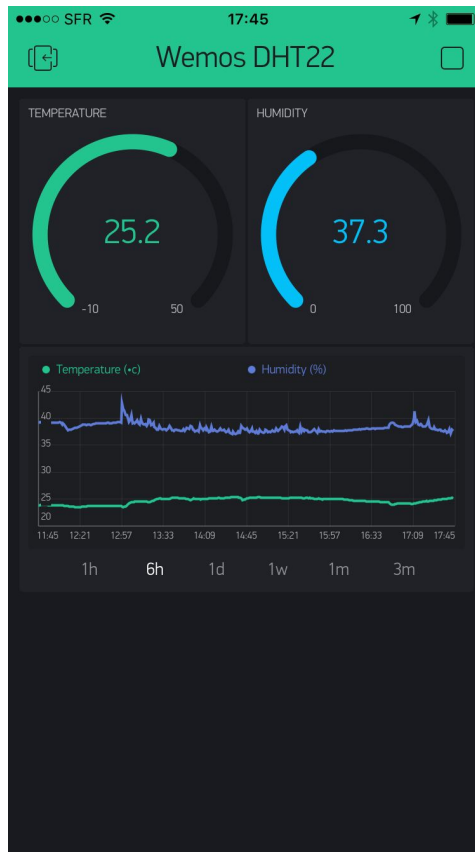 SFR 17:45
Wemos DHT22
TEMPERATURE HUMIDITY
25.2 37.3
-10 50 0 100
Temperature (•c) Humidity (%)
45
40
35
30
25
20
11:45 12:21 12:57 13:33 14:09 14:45 15:21 15:57 16:33 17:09 17:45
1h 6h 1d 1w 1m 3m